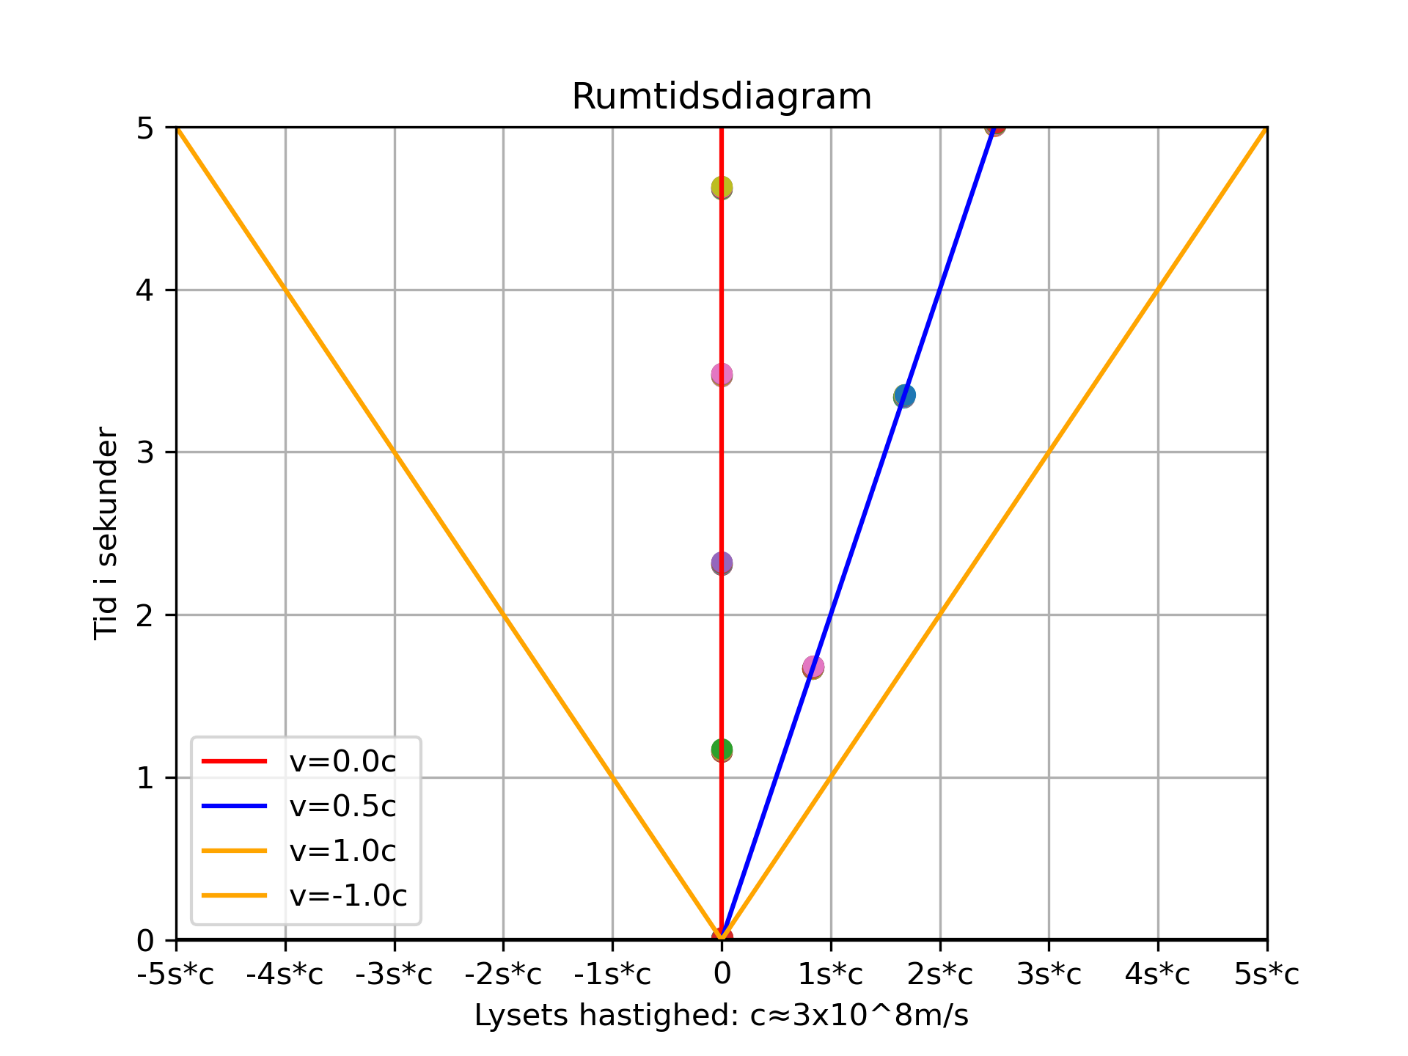 Rumtidsdiagram
5
4
3
2
1
0
Tid i sekunder
v=0.0c
v=0.5c
v=1.0c
v=-1.0c
-5s*c -4s*c -3s*c -2s*c -1s*c 0 1s*c 2s*c 3s*c 4s*c 5s*c
Lysets hastighed: c≈3x10^8m/s